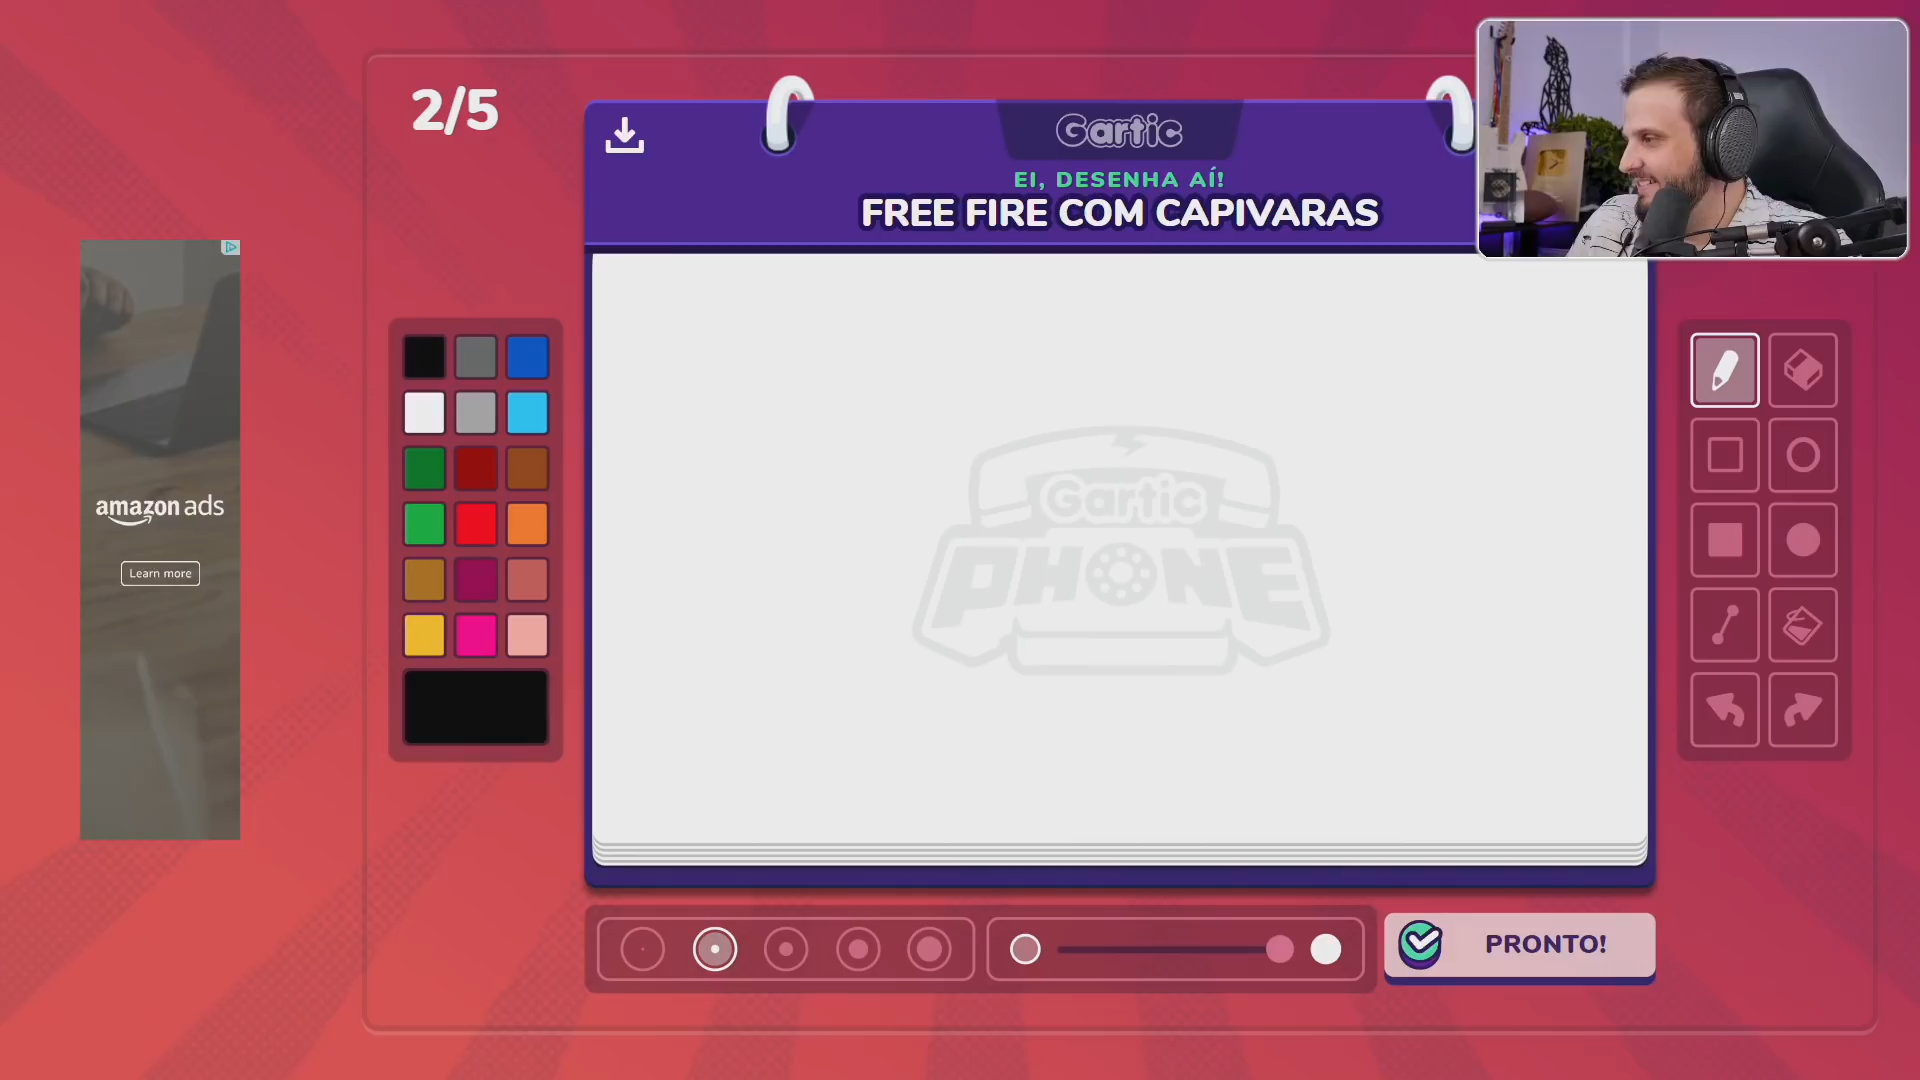 2/5
Gartic
EI, DESENHA AÍ!
FREE FIRE COM CAPIVARAS
amazon ads
Learn more
Gartic
PHONE
PRONTO!